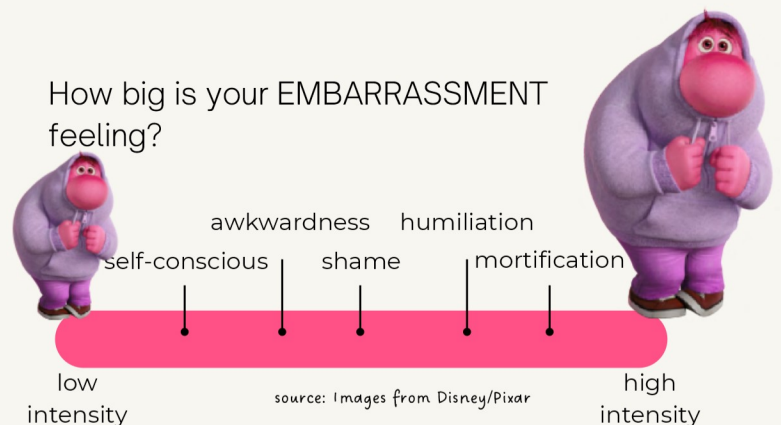 How big is your EMBARRASSMENT
feeling?
awkwardness humiliation
self-conscious shame mortification
low
intensity
high
intensity
source: Images from Disney/Pixar